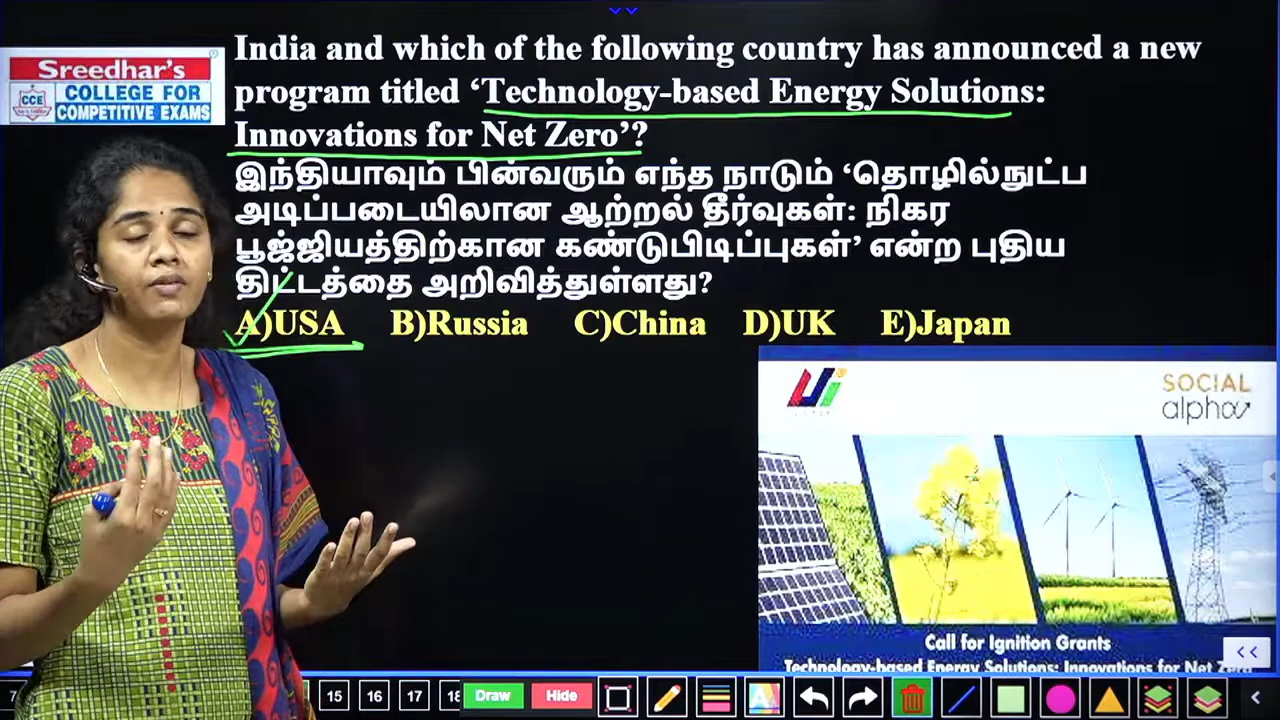 Sreedhar's
CCE
COLLEGE FOR
COMPETITIVE EXAMS
India and which of the following country has announced a new
program titled ‘Technology-based Energy Solutions:
Innovations for Net Zero’?
இந்தியாவும் பின்வரும் எந்த நாடும் ‘தொழில்நுட்ப
அடிப்படையிலான ஆற்றல் தீர்வுகள்: நிகர
பூஜ்ஜியத்திற்கான கண்டுபிடிப்புகள்’ என்ற புதிய
திட்டத்தை அறிவித்துள்ளது?
A)USA B)Russia C)China D)UK E)Japan
SOCIAL
alpha
Call for Ignition Grants
Technology-based Energy Solutions: Innovations for Net Zero
7 15 16 17 18 Draw Hide